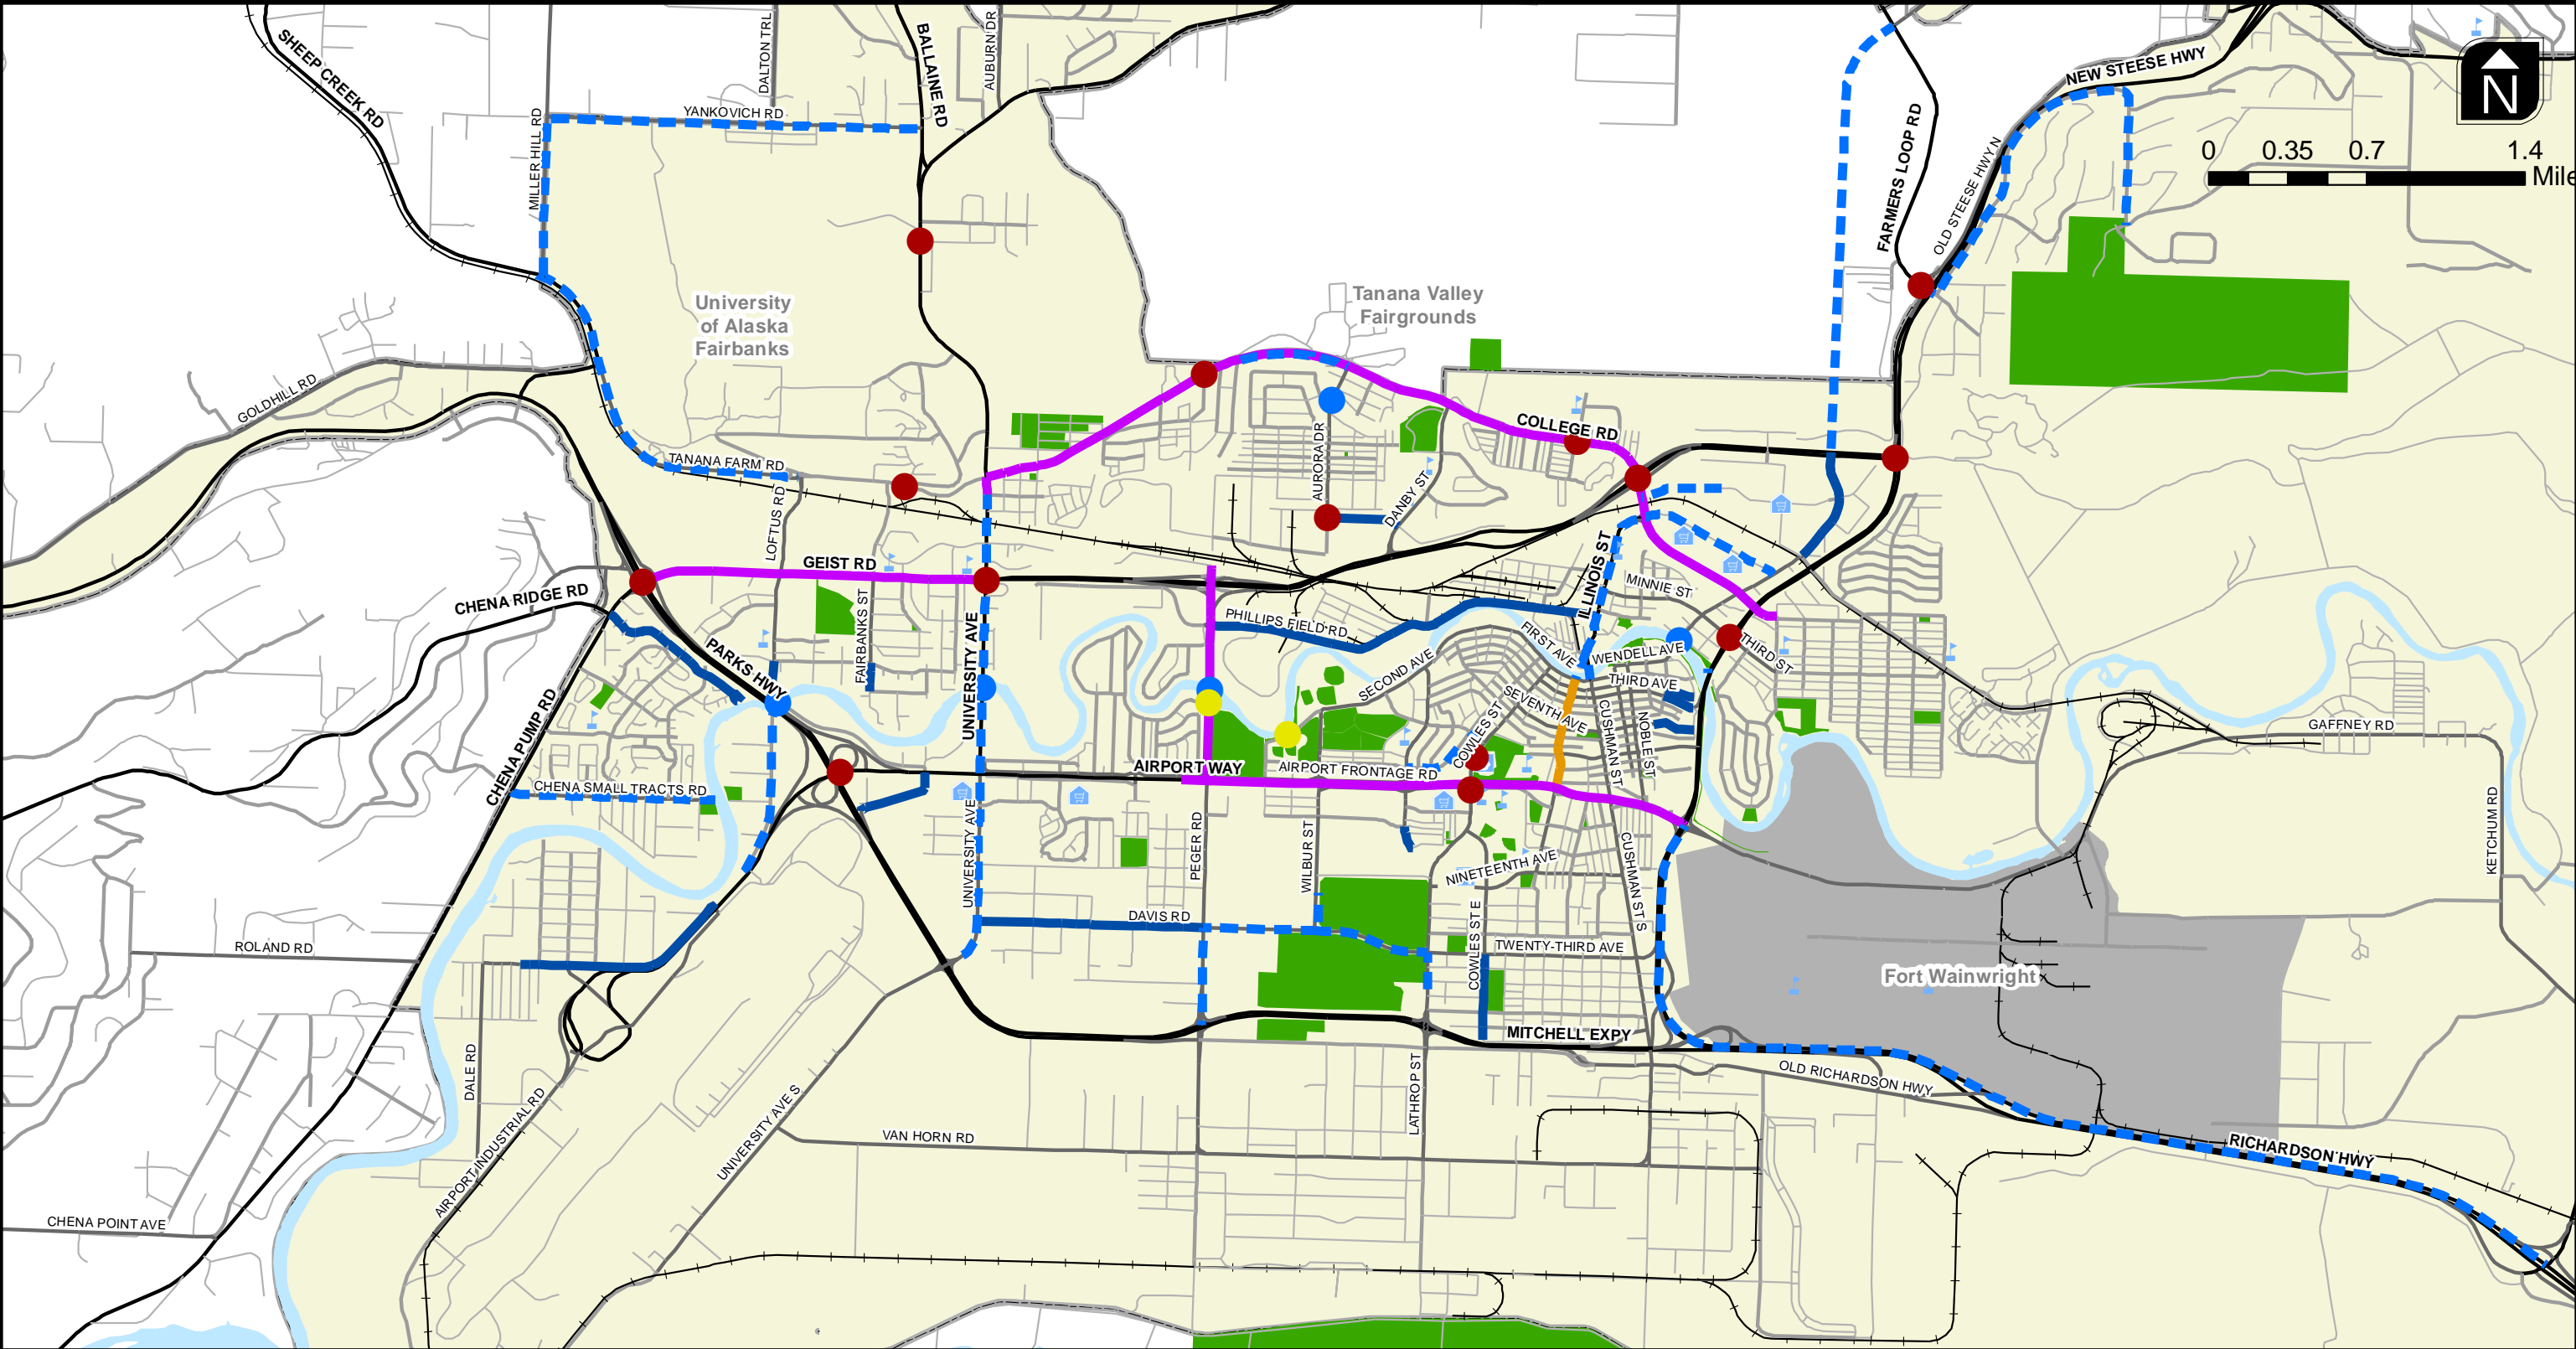 SHEEP CREEK RD
DALTON TRL
BALLAINE RD
AUBURN DR
NEW STEESE HWY
N
0 0.35 0.7 1.4
Mile
MILLER HILL RD
YANKOVICH RD
FARMERS LOOP RD
OLD STEESE HWY N
University
of Alaska
Fairbanks
Tanana Valley
Fairgrounds
GOLDHILL RD
TANANA FARM RD
LOFTUS RD
AURORA DR
DANBY ST
COLLEGE RD
GEIST RD
CHENA RIDGE RD
FAIRBANKS ST
UNIVERSITY AVE
PHILLIPS FIELD RD
ILLINOIS ST
MINNIE ST
FIRST AVE
WENDELL AVE
THIRD ST
PARKS HWY
SECOND AVE
THIRD AVE
SEVENTH AVE
COWLES ST
CUSHMAN ST
NOBLE ST
GAFFNEY RD
CHENA PUMP RD
CHENA SMALL TRACTS RD
AIRPORT WAY
AIRPORT FRONTAGE RD
UNIVERSITY AVE
PEGER RD
WILBUR ST
NINETEENTH AVE
CUSHMAN ST S
KETCHUM RD
ROLAND RD
DAVIS RD
COWLES ST E
TWENTY-THIRD AVE
Fort Wainwright
MITCHELL EXPY
DALE RD
AIRPORT INDUSTRIAL RD
UNIVERSITY AVE S
VAN HORN RD
LATHROP ST
OLD RICHARDSON HWY
RICHARDSON HWY
CHENA POINT AVE